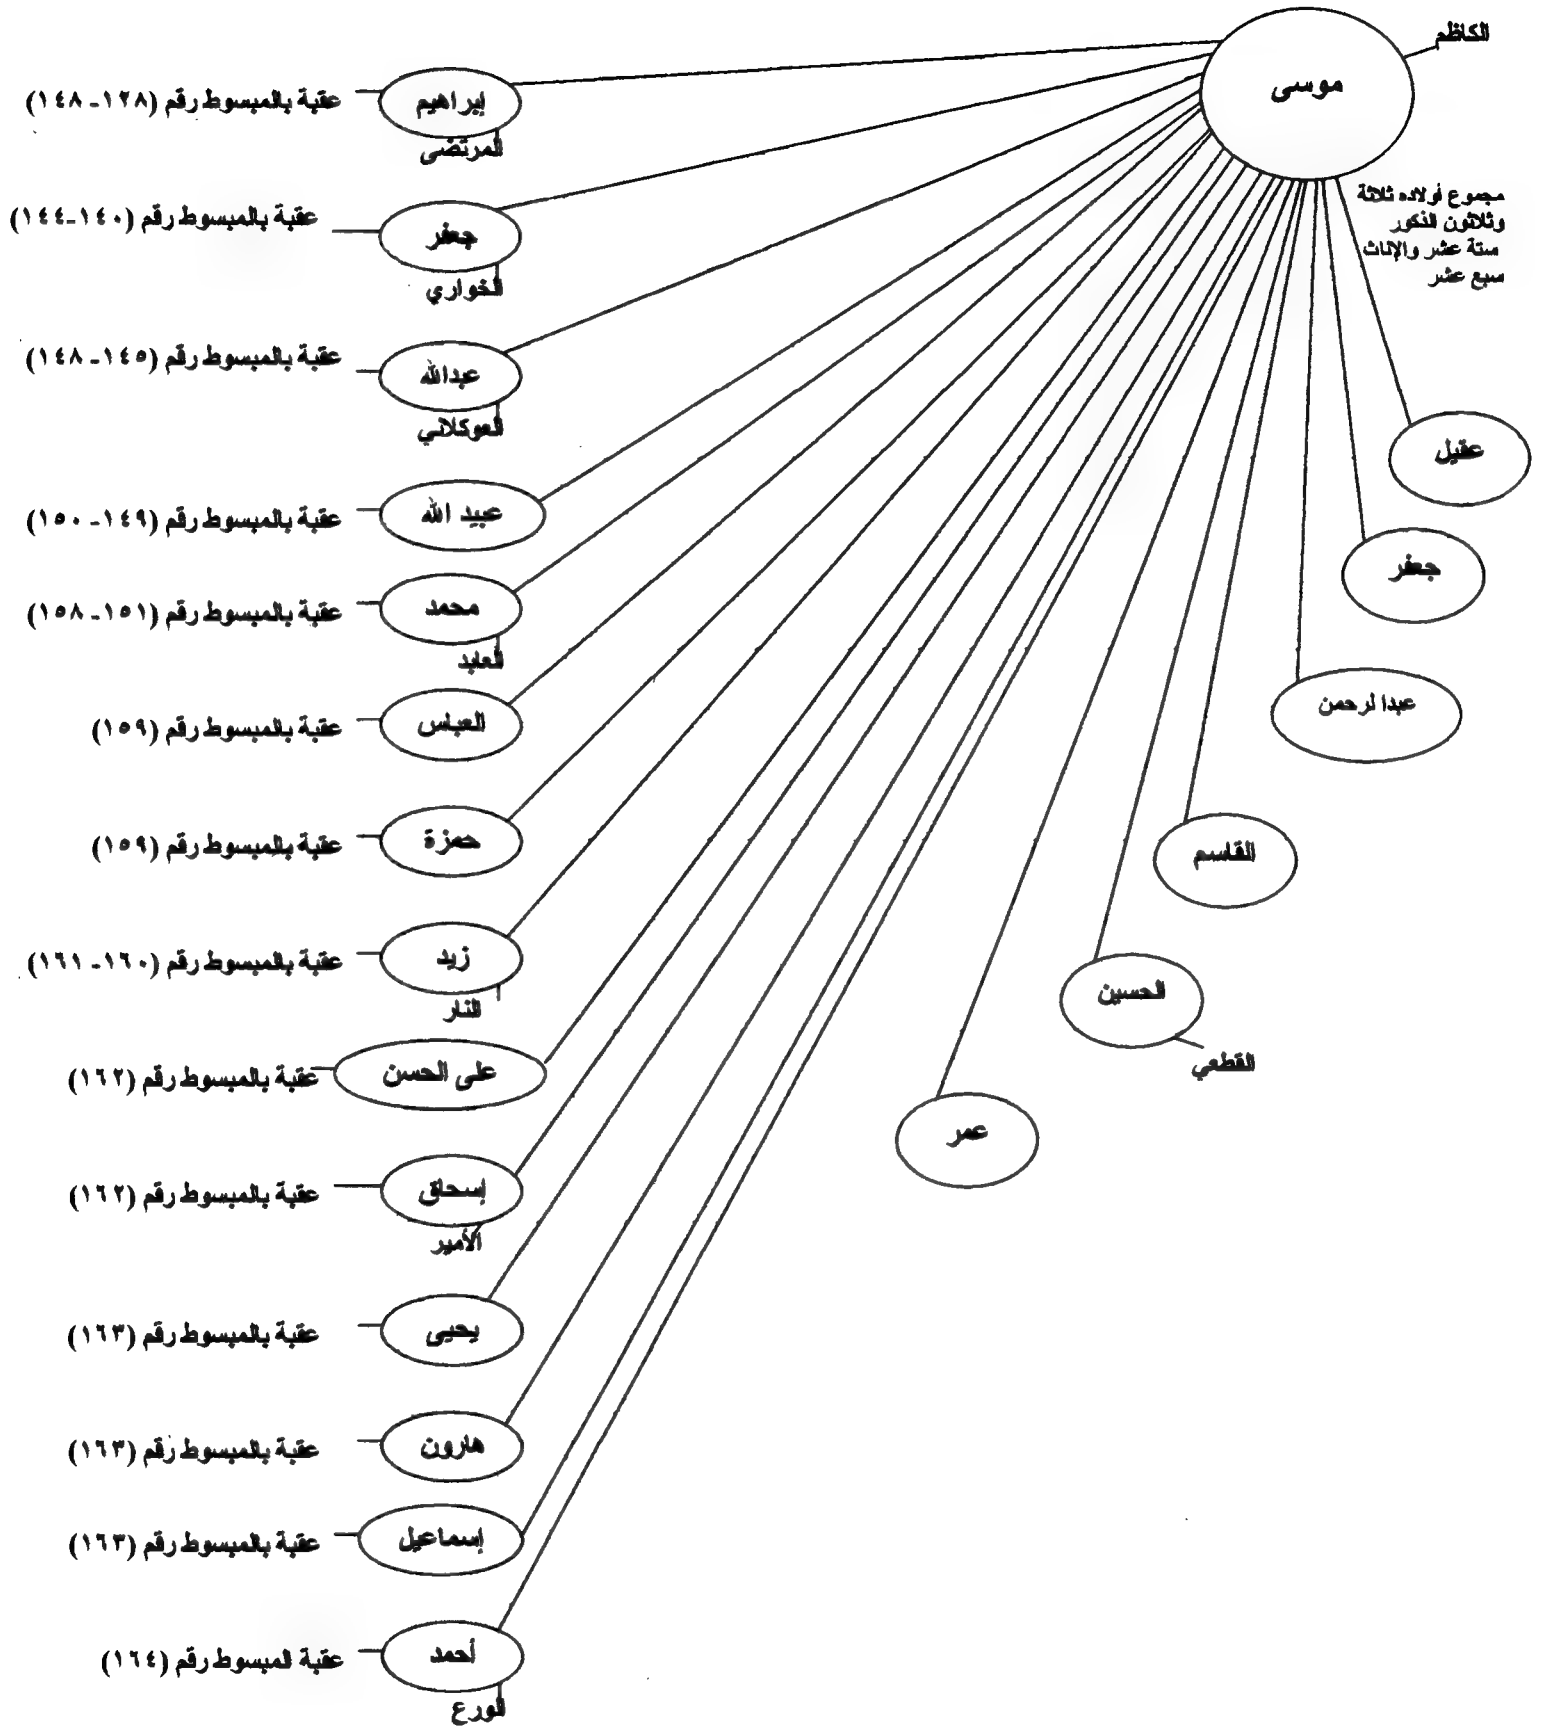 الكاظم
موسى
مجموع أولاده ثلاثة
وثلاثون الذكور
ستة عشر والإناث
سبع عشر
إبراهيم
المرتضى
عقبة بالمبسوط رقم (١٢٨-١٤٨)
جعفر
الخواري
عقبة بالمبسوط رقم (١٤٠-١٤٤)
عبدالله
العوكلاني
عقبة بالمبسوط رقم (١٤٥-١٤٨)
عبيد الله
عقبة بالمبسوط رقم (١٤٩-١٥٠)
محمد
العابد
عقبة بالمبسوط رقم (١٥١-١٥٨)
العباس
عقبة بالمبسوط رقم (١٥٩)
حمزة
عقبة بالمبسوط رقم (١٥٩)
زيد
النار
عقبة بالمبسوط رقم (١٦٠-١٦١)
على الحسن
عقبة بالمبسوط رقم (١٦٢)
إسحاق
الأمير
عقبة بالمبسوط رقم (١٦٢)
يحيى
عقبة بالمبسوط رقم (١٦٣)
هارون
عقبة بالمبسوط رقم (١٦٣)
إسماعيل
عقبة بالمبسوط رقم (١٦٣)
أحمد
الورع
عقبة المبسوط رقم (١٦٤)
عقيل
جعفر
عبدالرحمن
القاسم
الحسين
القطعي
عمر